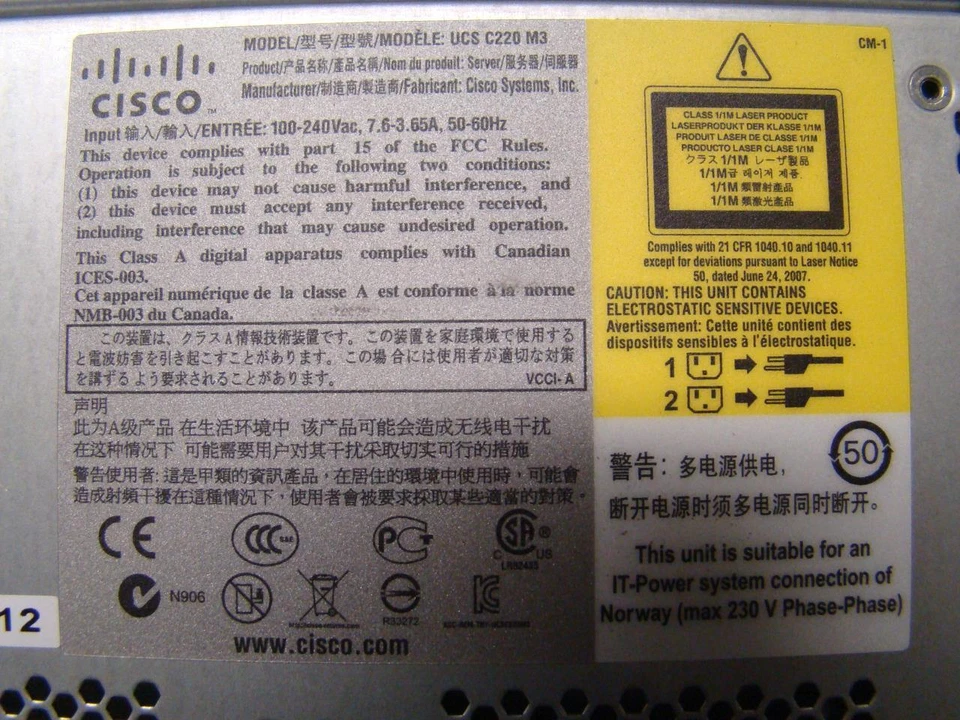 CISCO™
MODEL/型号/型號/MODÈLE: UCS C220 M3
Product/产品名称/產品名稱/Nom du produit: Server/服务器/伺服器
Manufacturer/制造商/製造商/Fabricant: Cisco Systems, Inc.
Input 输入/輸入/ENTRÉE: 100-240Vac, 7.6-3.65A, 50-60Hz
This device complies with part 15 of the FCC Rules.
Operation is subject to the following two conditions:
(1) this device may not cause harmful interference, and
(2) this device must accept any interference received,
including interference that may cause undesired operation.
This Class A digital apparatus complies with Canadian
ICES-003.
Cet appareil numérique de la classe A est conforme à la norme
NMB-003 du Canada.
この装置は、クラスA情報技術装置です。この装置を家庭環境で使用する
と電波妨害を引き起こすことがあります。この場合には使用者が適切な対策
を講ずるよう要求されることがあります。 VCCI-A
声明
此为A级产品 在生活环境中 该产品可能会造成无线电干扰
在这种情况下 可能需要用户对其干扰采取切实可行的措施
警告使用者: 這是甲類的資訊產品，在居住的環境中使用時，可能會
造成射頻干擾在這種情況下，使用者會被要求採取某些適當的對策。
CE
CCC S&E
PG
SA ®
C US
N906
R33272
www.cisco.com
12
CM-1
CLASS 1/1M LASER PRODUCT
LASERPRODUKT DER KLASSE 1/1M
PRODUIT LASER DE CLASSE 1/1M
PRODUCTO LASER CLASE 1/1M
クラス 1/1M レーザ製品
1/1M급 레이저 제품.
1/1M 類雷射產品
1/1M 類激光產品
Complies with 21 CFR 1040.10 and 1040.11
except for deviations pursuant to Laser Notice
50, dated June 24, 2007.
CAUTION: THIS UNIT CONTAINS
ELECTROSTATIC SENSITIVE DEVICES.
Avertissement: Cette unité contient des
dispositifs sensibles à l'électrostatique.
1
2
50
警告: 多电源供电，
断开电源时须多电源同时断开。
This unit is suitable for an
IT-Power system connection of
Norway (max 230 V Phase-Phase)